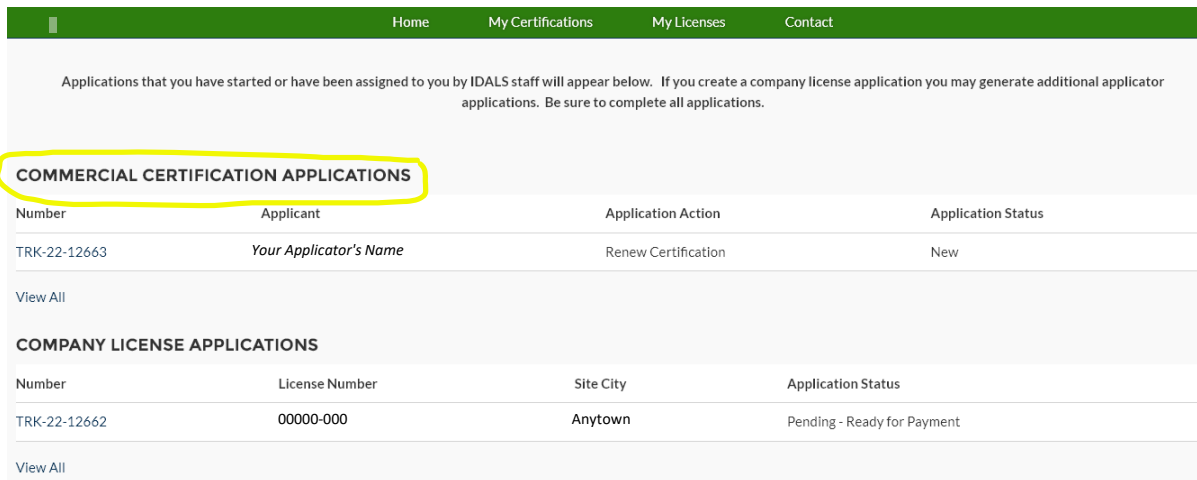 Home My Certifications My Licenses Contact
Applications that you have started or have been assigned to you by IDALS staff will appear below. If you create a company license application you may generate additional applicator
applications. Be sure to complete all applications.
COMMERCIAL CERTIFICATION APPLICATIONS
Number Applicant Application Action Application Status
TRK-22-12663 Your Applicator's Name Renew Certification New
View All
COMPANY LICENSE APPLICATIONS
Number License Number Site City Application Status
TRK-22-12662 00000-000 Anytown Pending - Ready for Payment
View All